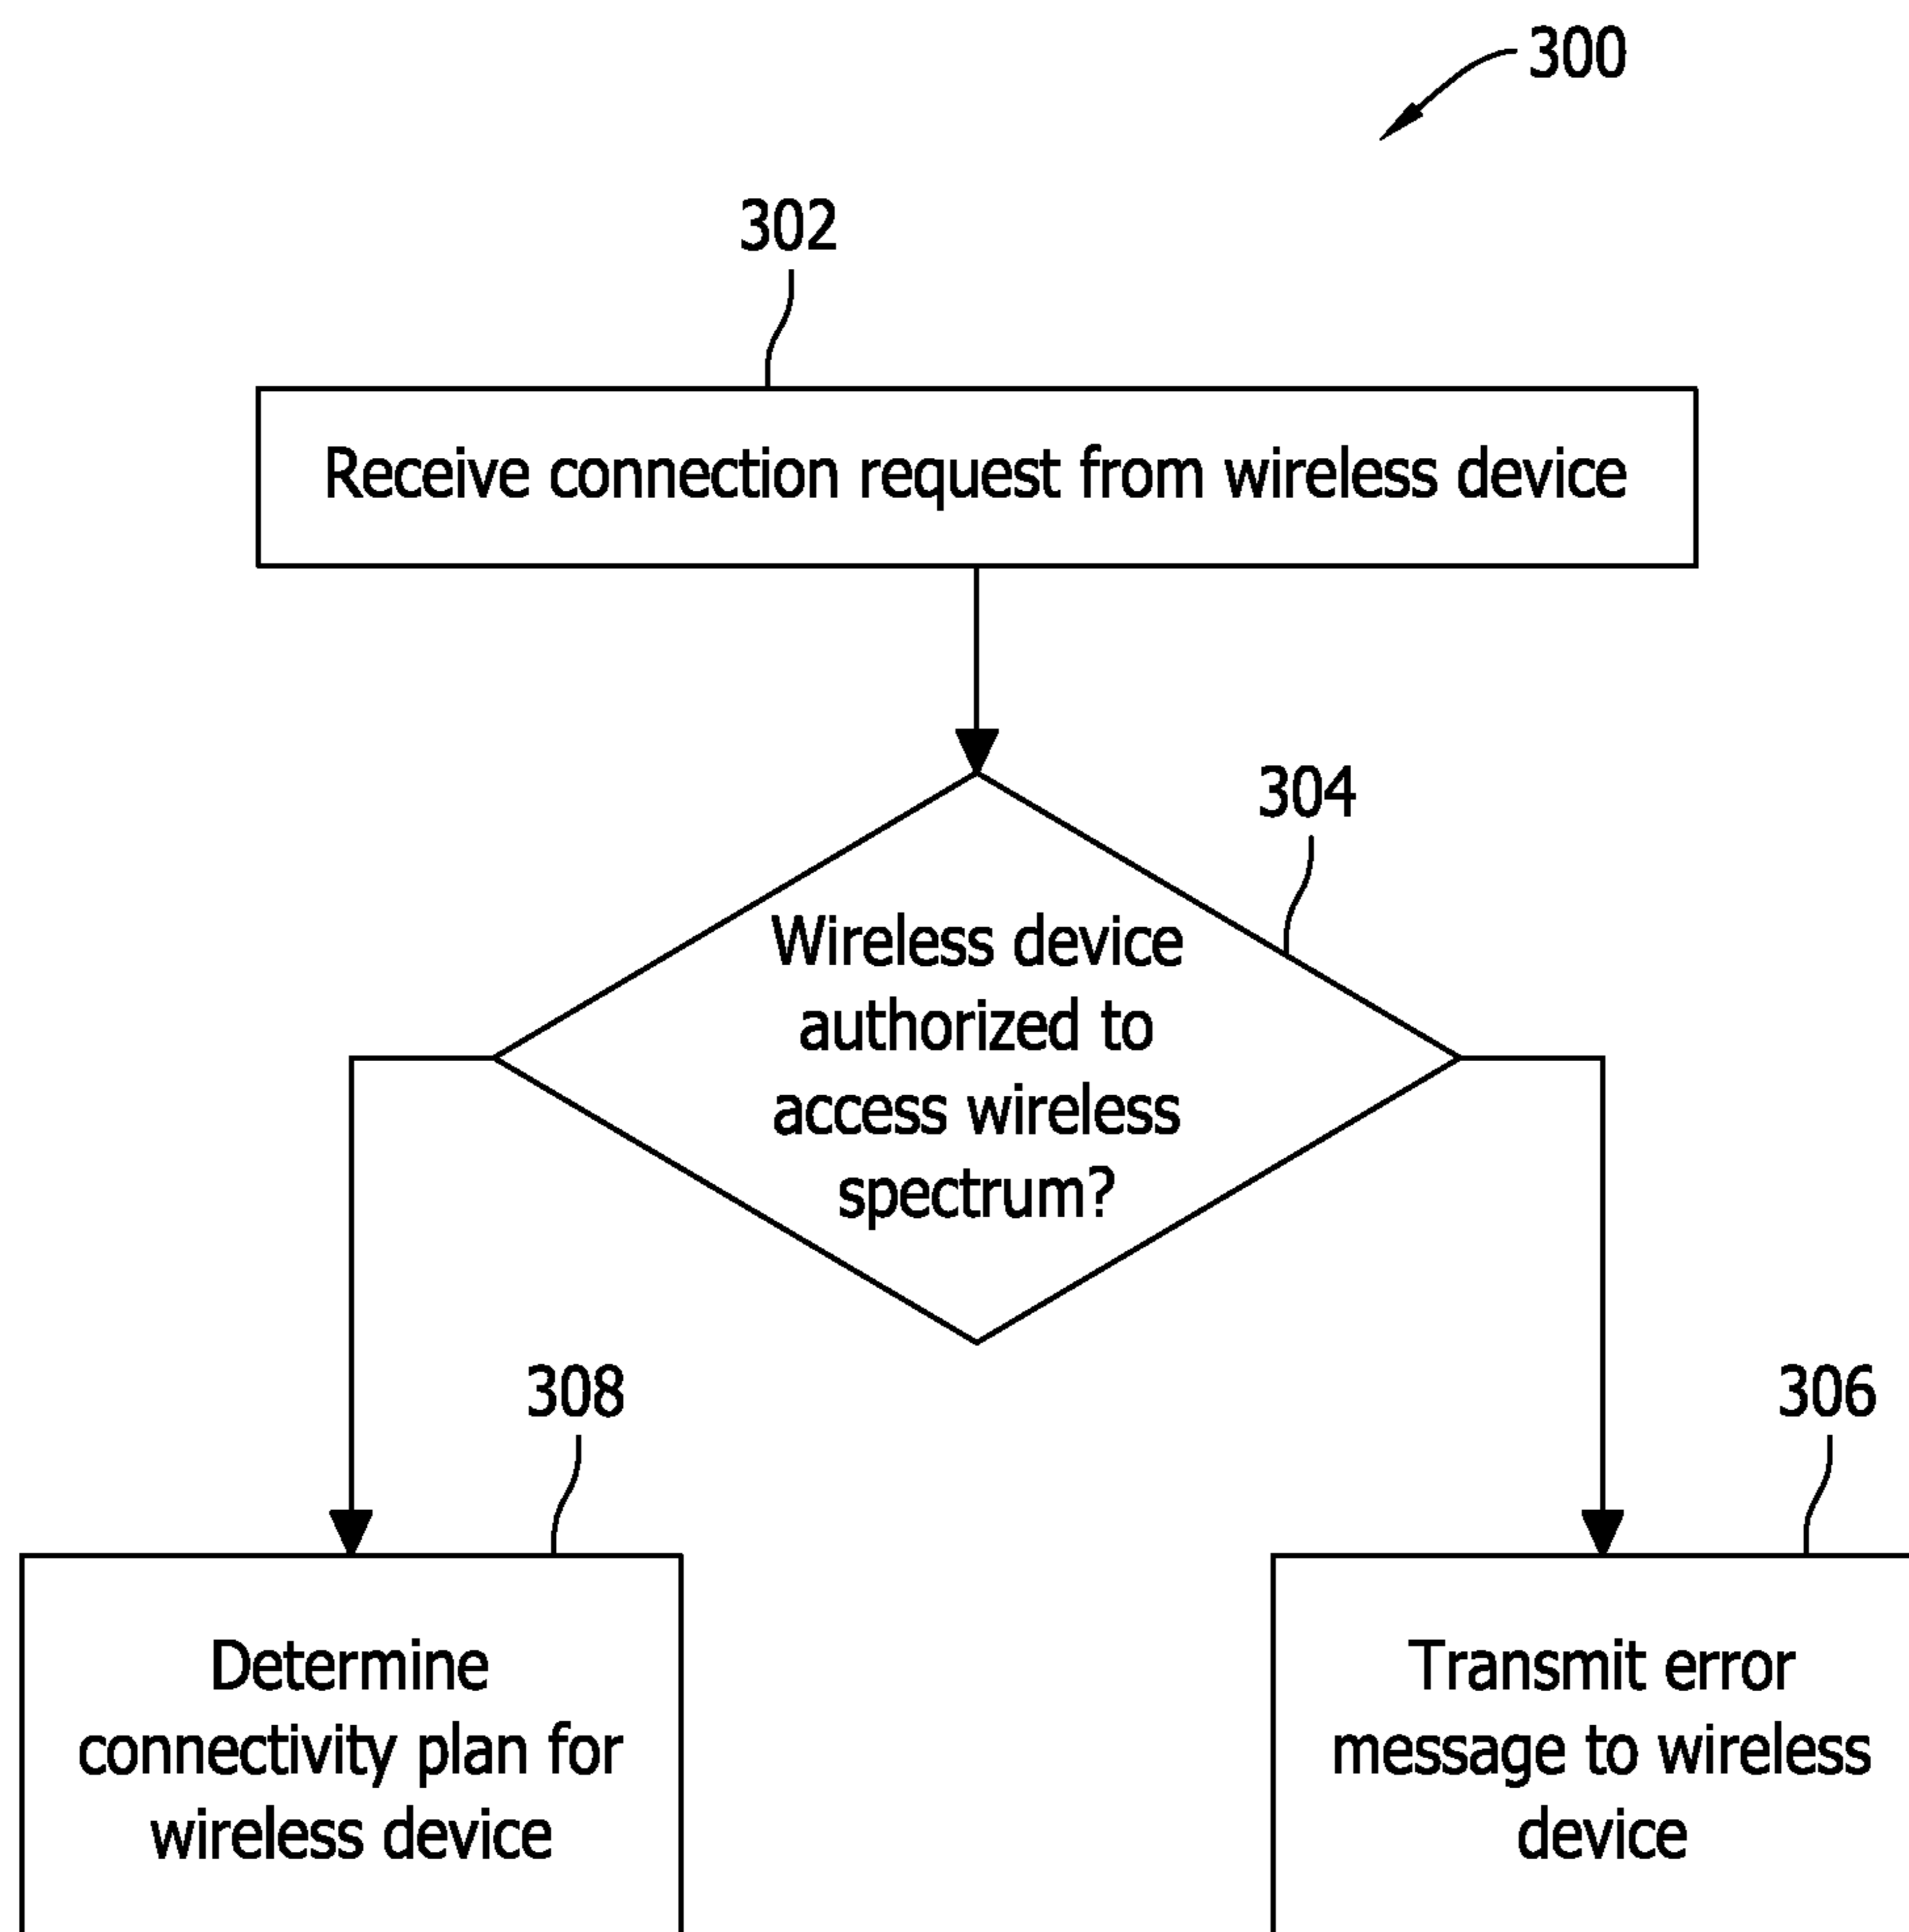 300
302
Receive connection request from wireless device
304
Wireless device
authorized to
access wireless
spectrum?
308
Determine
connectivity plan for
wireless device
306
Transmit error
message to wireless
device